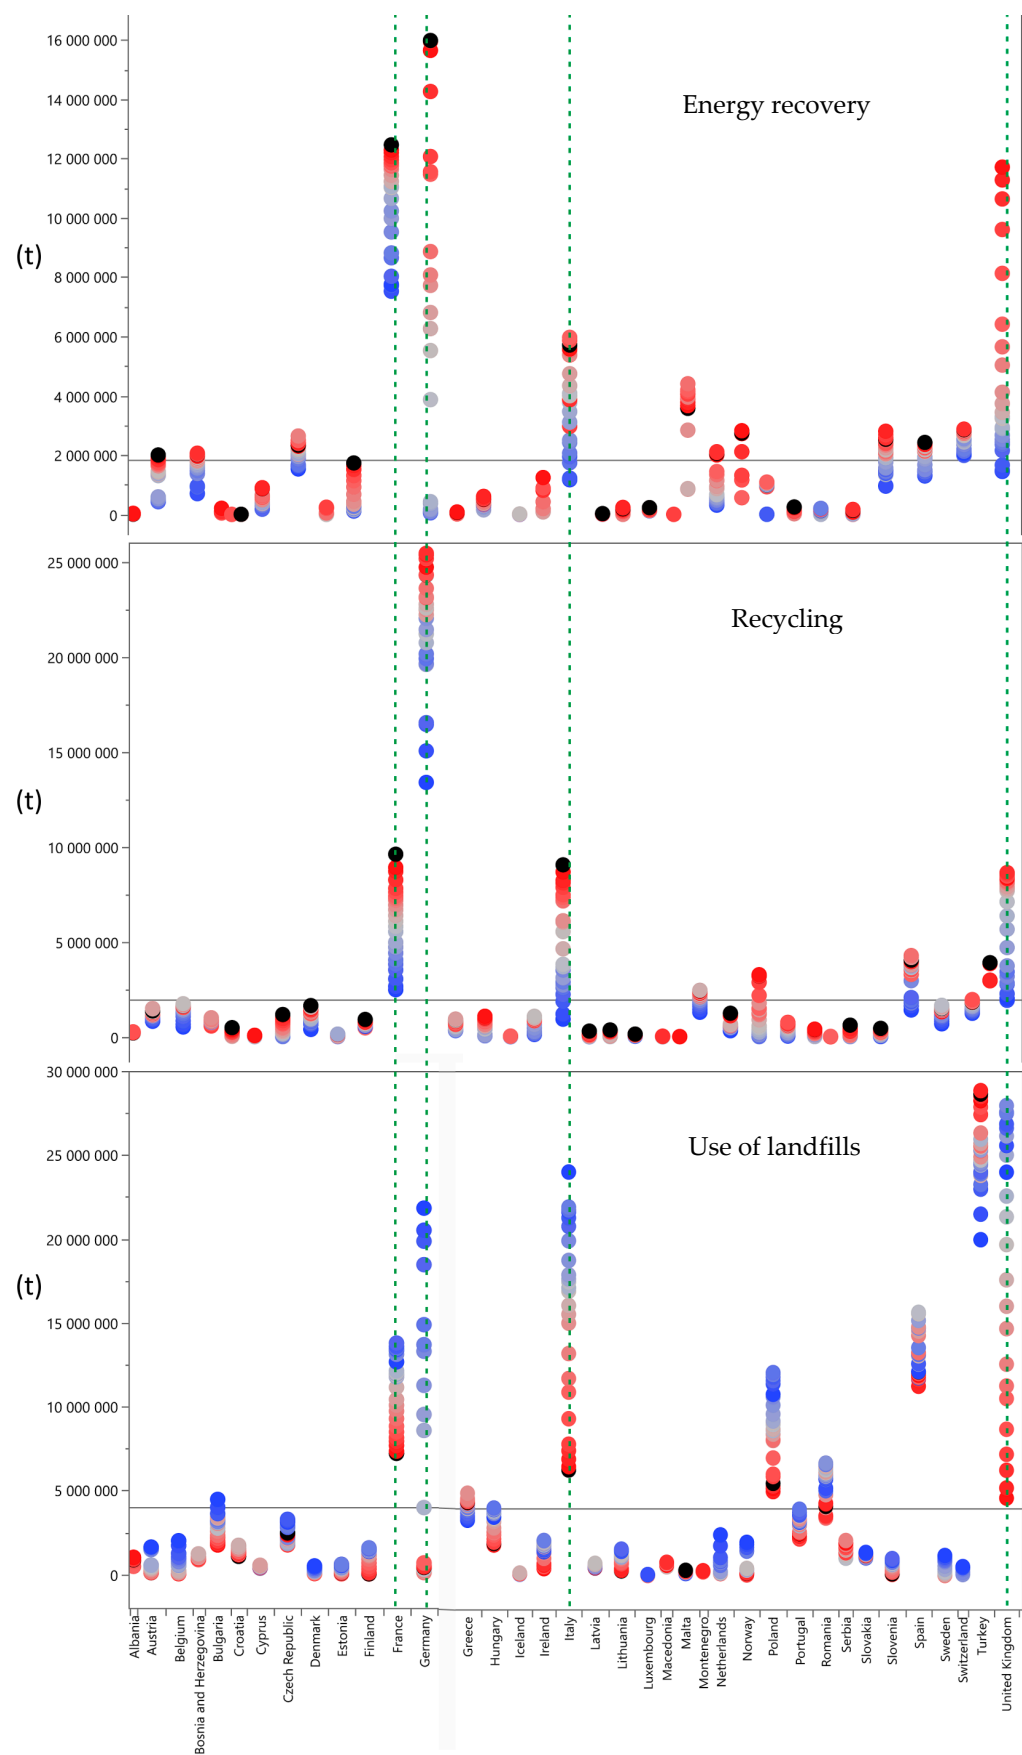 16 000 000
14 000 000
Energy recovery
12 000 000
10 000 000
(t)
8 000 000
6 000 000
4 000 000
2 000 000
0
25 000 000
Recycling
20 000 000
15 000 000
(t)
10 000 000
5 000 000
0
30 000 000
25 000 000
Use of landfills
20 000 000
(t)
15 000 000
10 000 000
5 000 000
0
Albania
Austria
Belgium
Bosnia and Herzegovina
Bulgaria
Croatia
Cyprus
Czech Republic
Denmark
Estonia
Finland
France
Germany
Greece
Hungary
Iceland
Ireland
Italy
Latvia
Lithuania
Luxembourg
Macedonia
Malta
Montenegro
Netherlands
Norway
Poland
Portugal
Romania
Serbia
Slovakia
Slovenia
Spain
Sweden
Switzerland
Turkey
United Kingdom